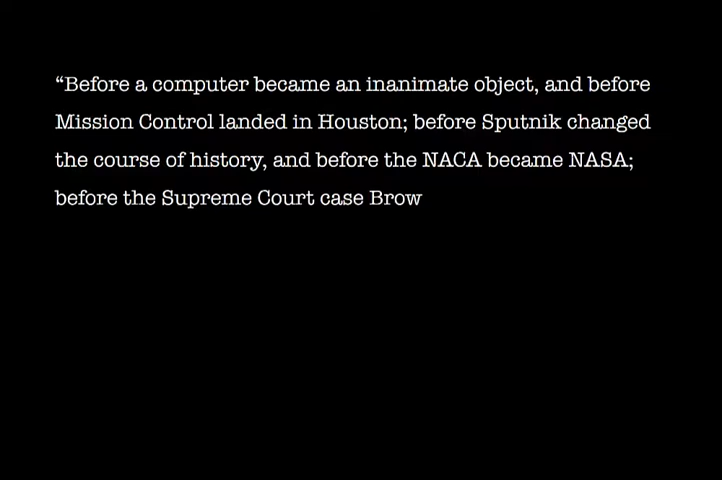 “Before a computer became an inanimate object, and before
Mission Control landed in Houston; before Sputnik changed
the course of history, and before the NACA became NASA;
before the Supreme Court case Brow